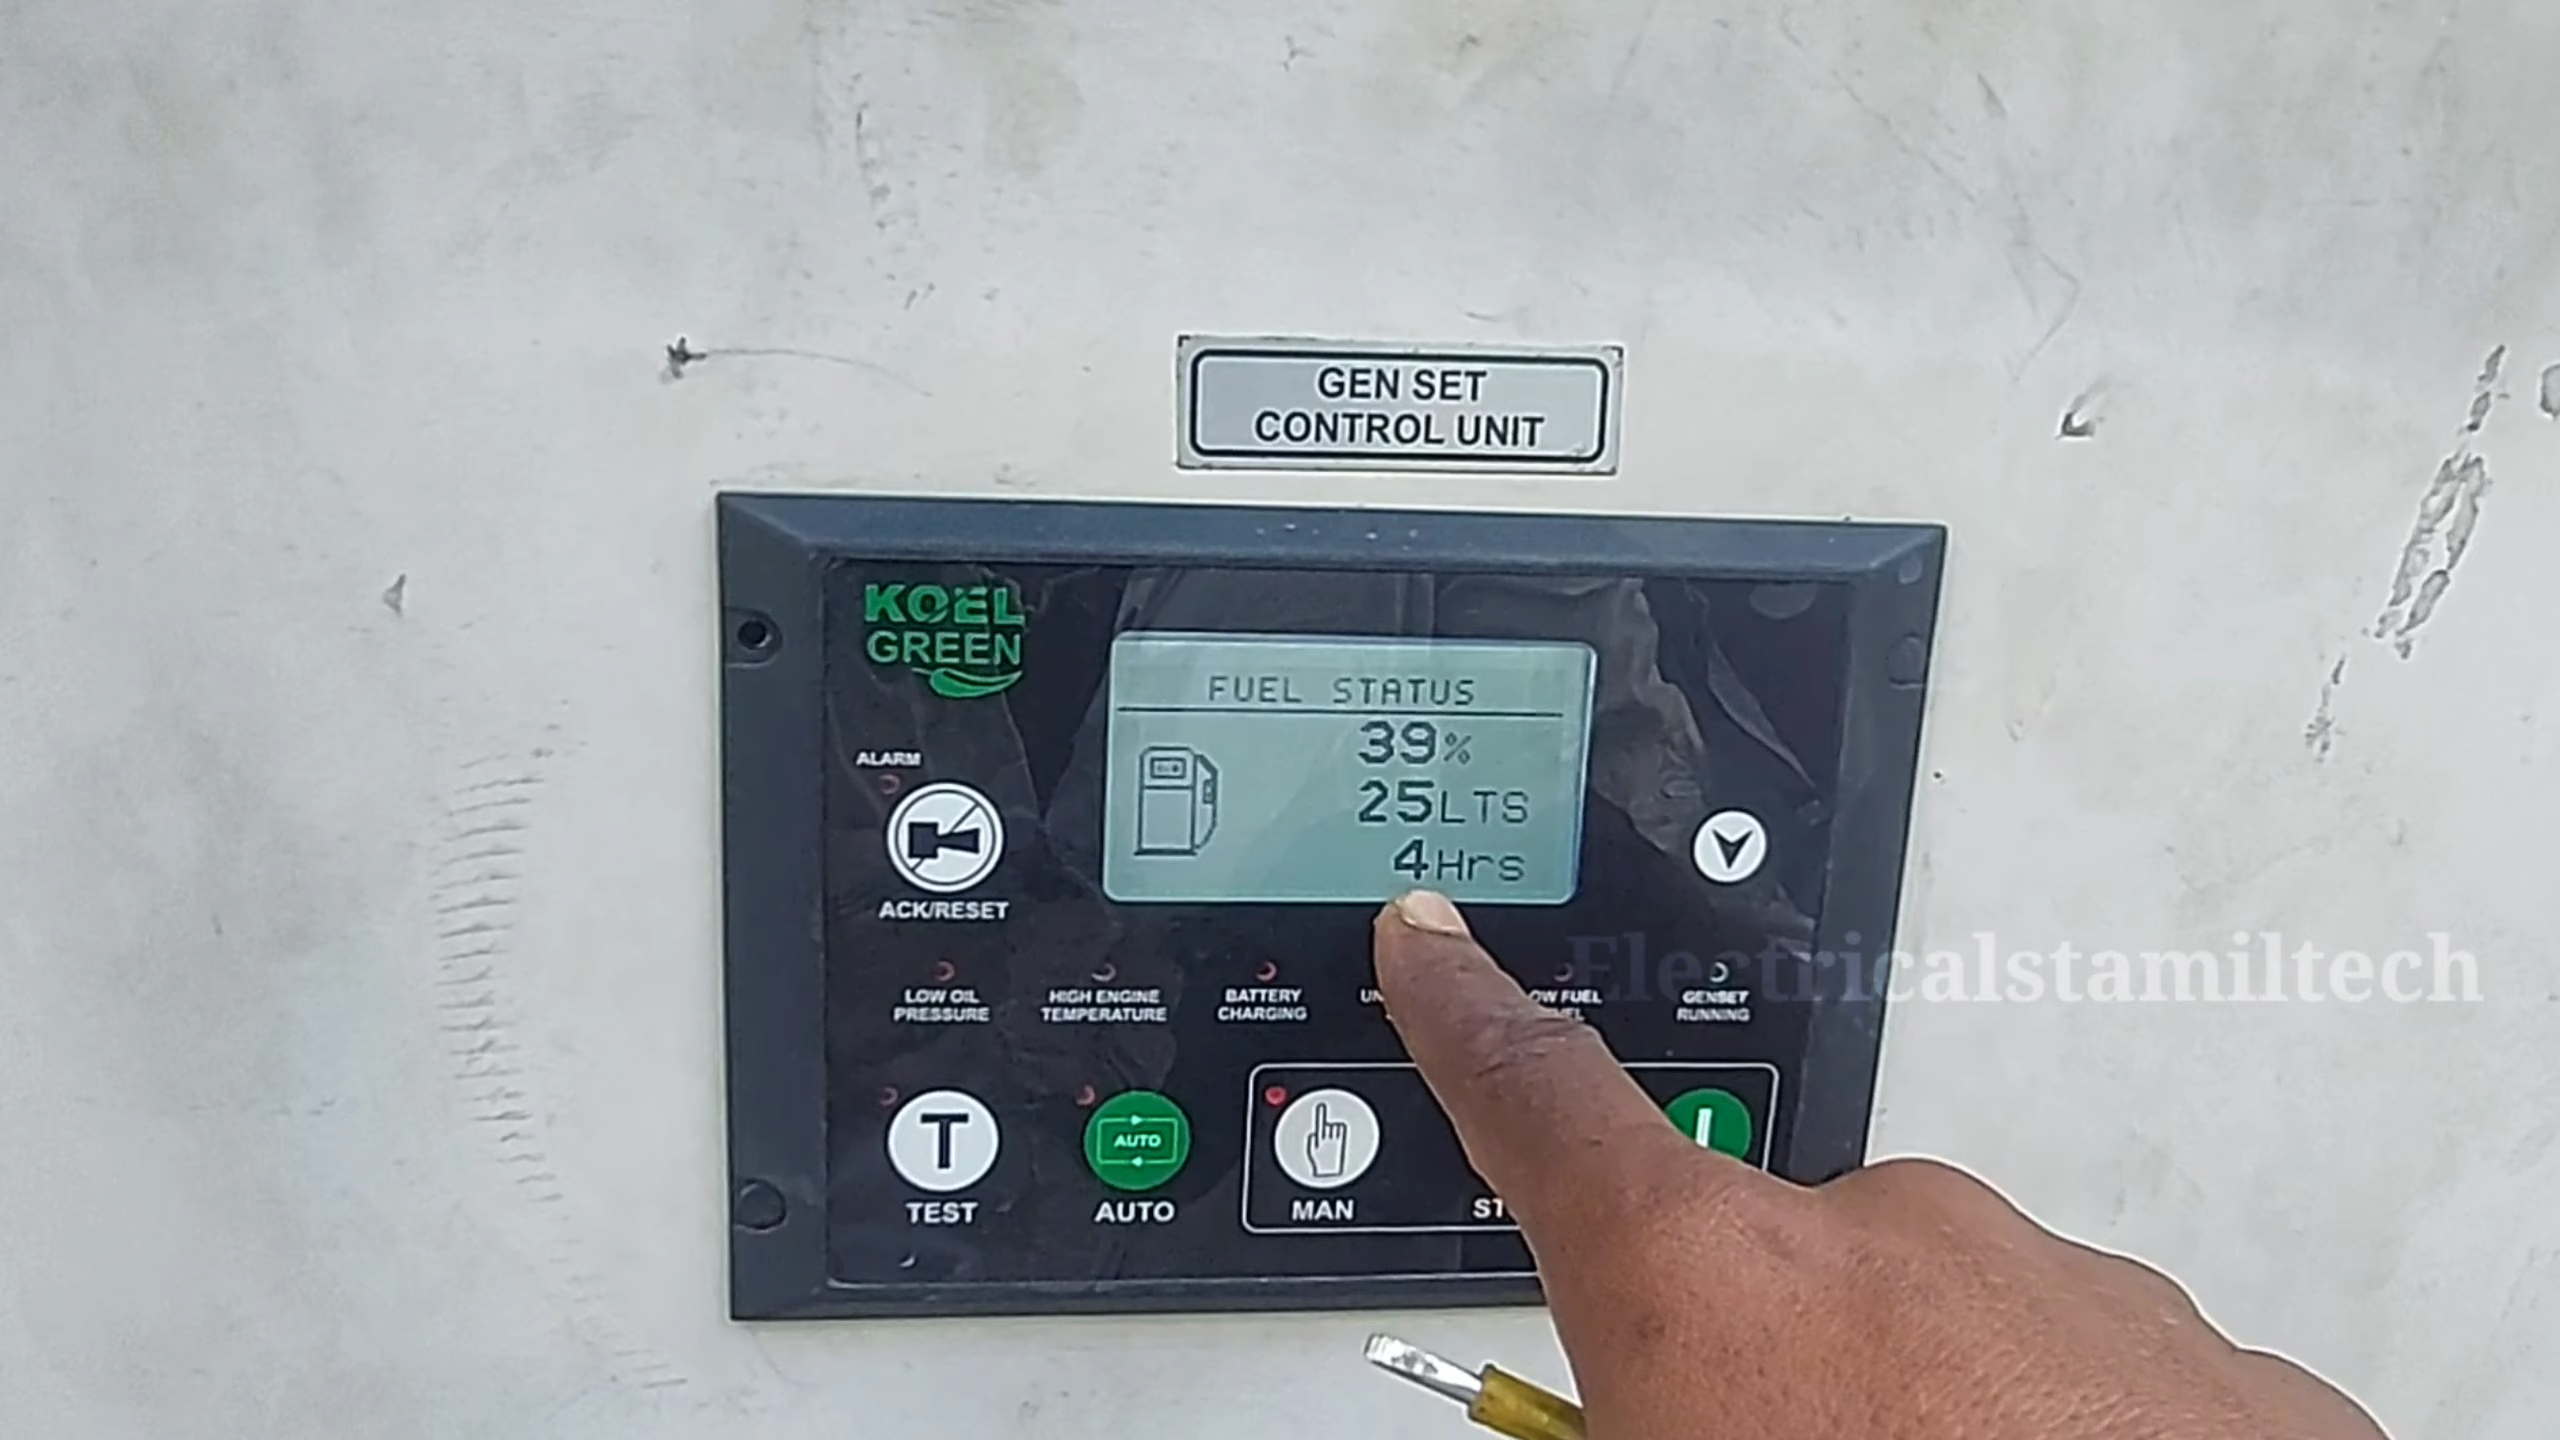 GEN SET
CONTROL UNIT
KOEL
GREEN
FUEL STATUS
39%
25LTS
4Hrs
ALARM
ACK/RESET
LOW OIL
PRESSURE
HIGH ENGINE
TEMPERATURE
BATTERY
CHARGING
FUEL
GENSET
RUNNING
Electricalstamiltech
T
AUTO
TEST
AUTO
MAN